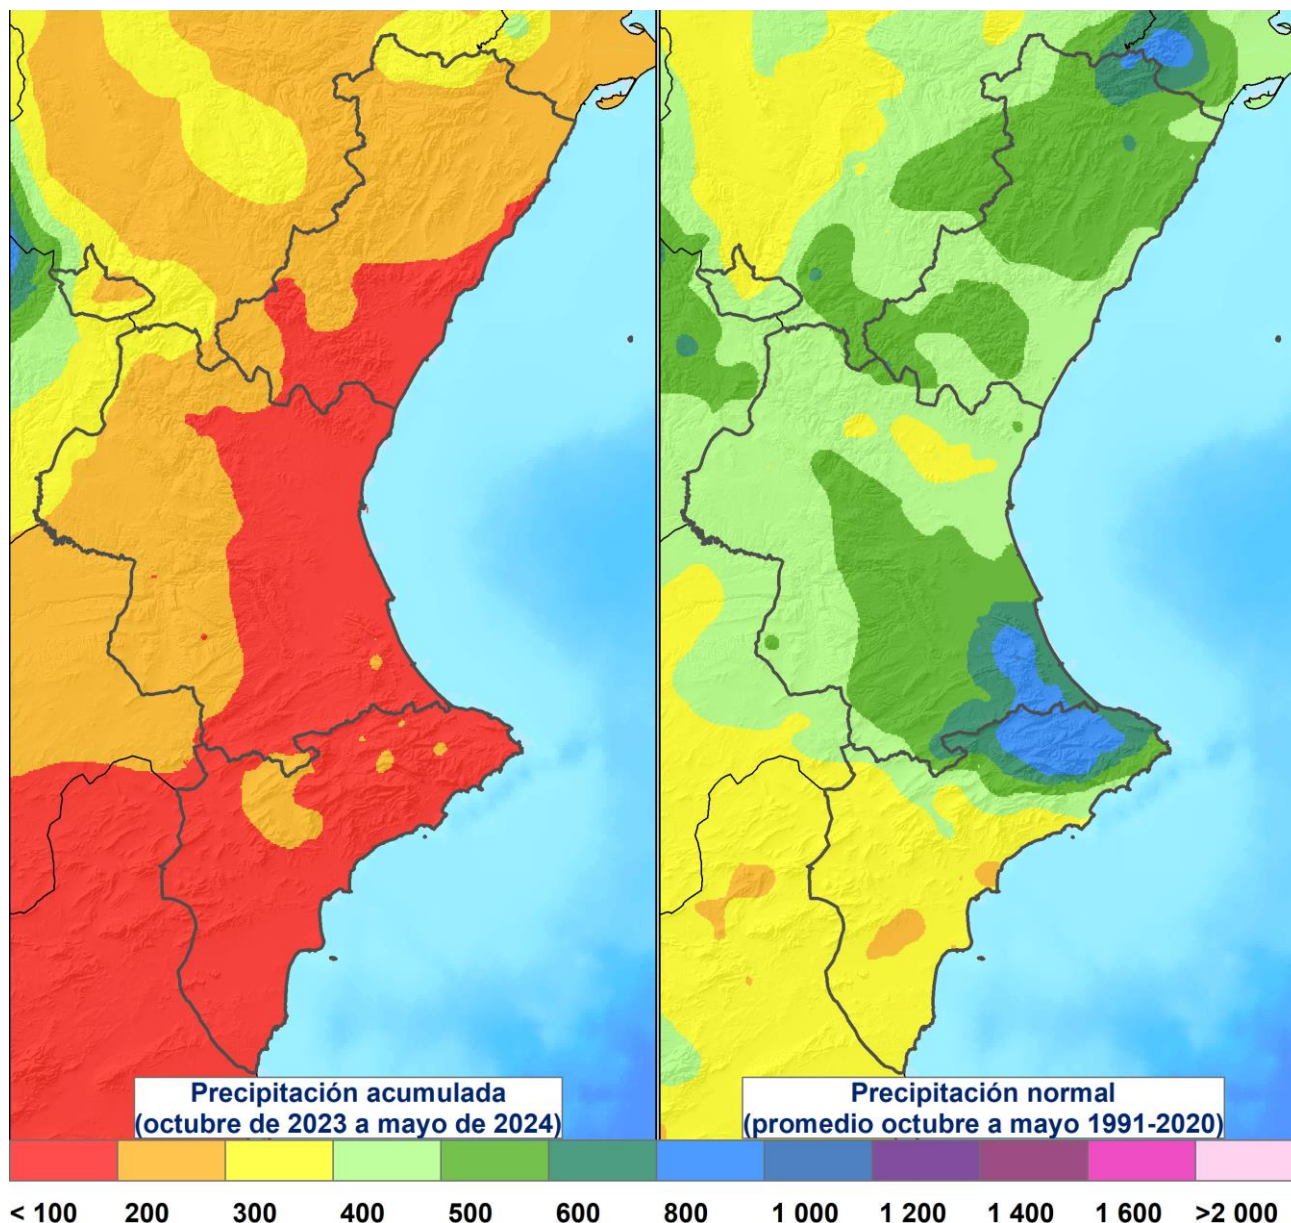 Precipitación acumulada
(octubre de 2023 a mayo de 2024)
Precipitación normal
(promedio octubre a mayo 1991-2020)
< 100 200 300 400 500 600 800 1 000 1 200 1 400 1 600 >2 000